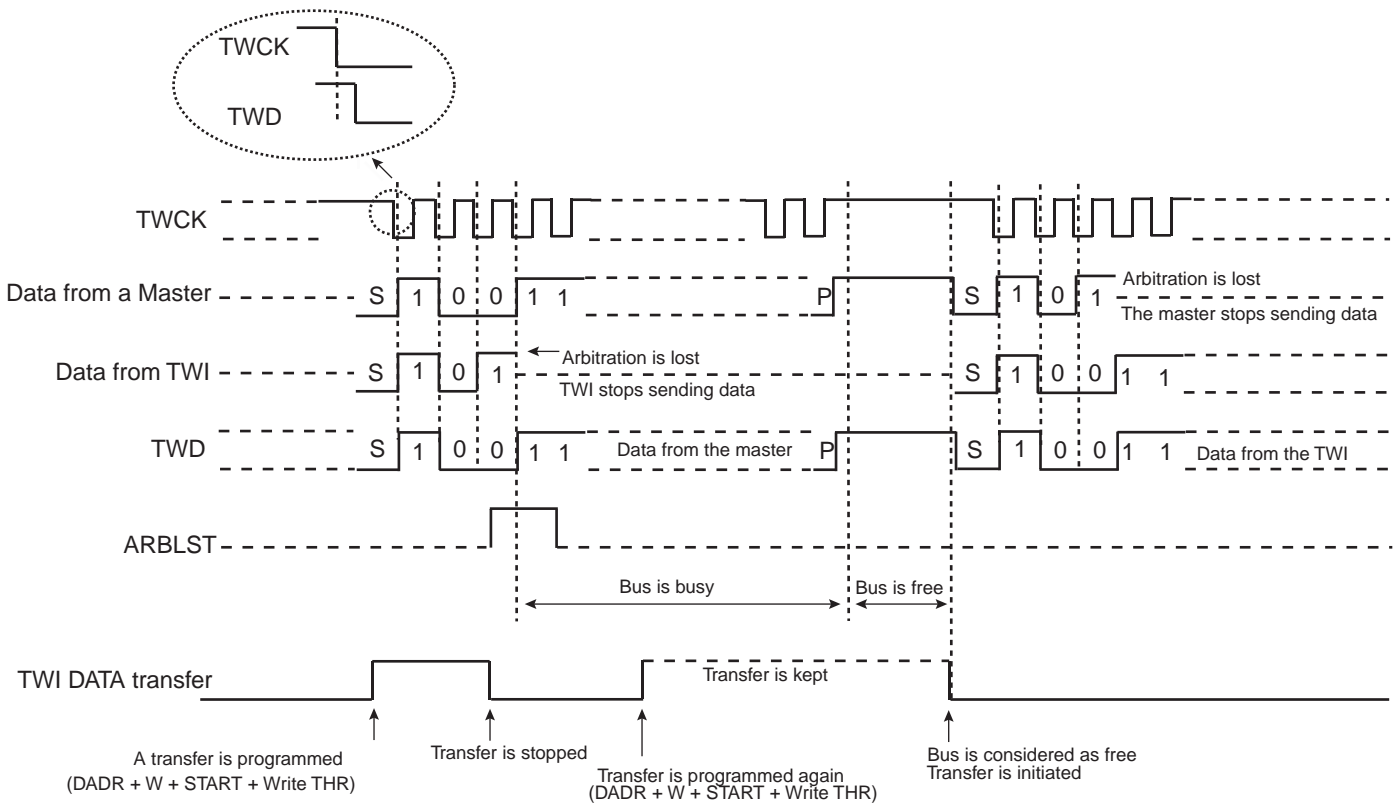 TWCK
TWD
TWCK
Data from a Master S 1 0 0 1 1 P S 1 0 1 Arbitration is lost
The master stops sending data
Data from TWI S 1 0 1 Arbitration is lost S 1 0 0 1 1
TWI stops sending data
TWD S 1 0 0 1 1 Data from the master P S 1 0 0 1 1 Data from the TWI
ARBLST
Bus is busy Bus is free
TWI DATA transfer Transfer is kept
A transfer is programmed
(DADR + W + START + Write THR)
Transfer is stopped
Transfer is programmed again
(DADR + W + START + Write THR)
Bus is considered as free
Transfer is initiated